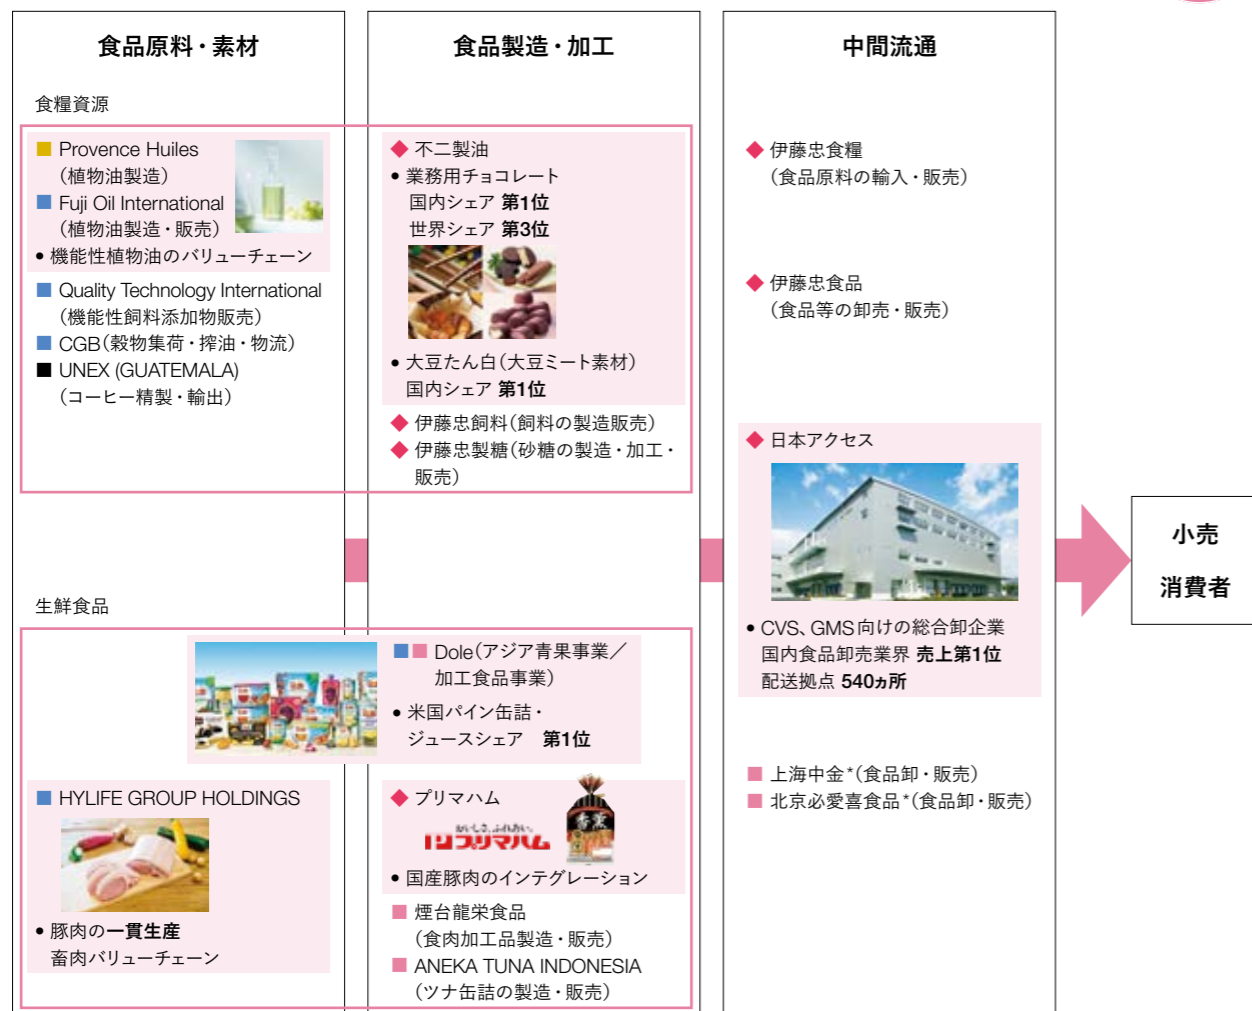 食品原料・素材
食糧資源
■ Provence Huiles
（植物油製造）
■ Fuji Oil International
（植物油製造・販売）
● 機能性植物油のバリューチェーン
■ Quality Technology International
（機能性飼料添加物販売）
■ CGB（穀物集荷・搾油・物流）
■ UNEX (GUATEMALA)
（コーヒー精製・輸出）
食品製造・加工
◆ 不二製油
● 業務用チョコレート
国内シェア 第1位
世界シェア 第3位
● 大豆たん白（大豆ミート素材）
国内シェア 第1位
◆ 伊藤忠飼料（飼料の製造販売）
◆ 伊藤忠製糖（砂糖の製造・加工・
販売）
生鮮食品
■■ Dole（アジア青果事業／
加工食品事業）
● 米国パイン缶詰・
ジュースシェア 第1位
■ HYLIFE GROUP HOLDINGS
● 豚肉の一貫生産
畜肉バリューチェーン
◆ プリマハム
おいしさ、ふれあい。
プリマハム
香薫
● 国産豚肉のインテグレーション
■ 煙台龍栄食品
（食肉加工品製造・販売）
■ ANEKA TUNA INDONESIA
（ツナ缶詰の製造・販売）
中間流通
◆ 伊藤忠食糧
（食品原料の輸入・販売）
◆ 伊藤忠食品
（食品等の卸売・販売）
◆ 日本アクセス
● CVS、GMS向けの総合卸企業
国内食品卸売業界 売上第1位
配送拠点 540ヵ所
■ 上海中金*（食品卸・販売）
■ 北京必愛喜食品*（食品卸・販売）
小売
消費者